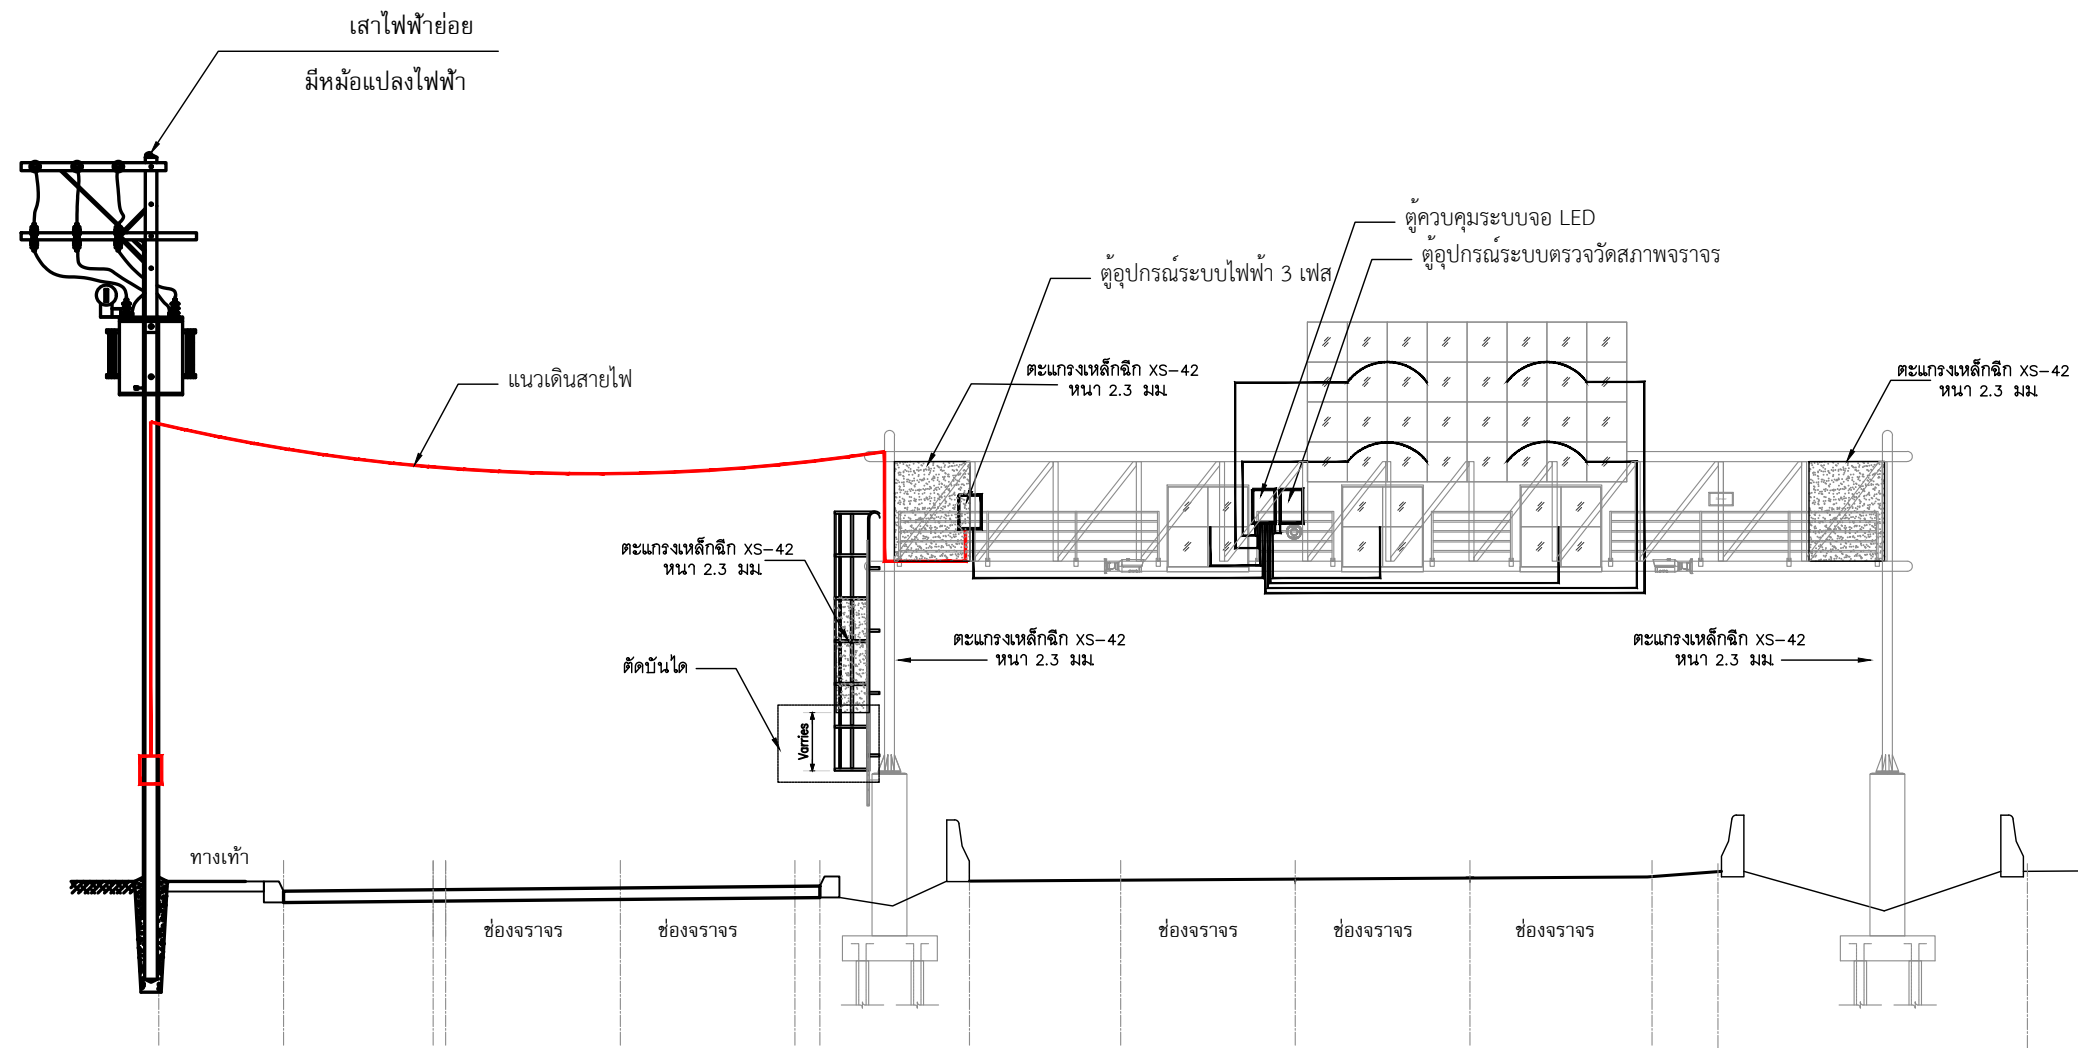 เสาไฟฟ้าย่อย
มีหม้อแปลงไฟฟ้า
ตู้ควบคุมระบบจอ LED
ตู้อุปกรณ์ระบบตรวจวัดสภาพจราจร
ตู้อุปกรณ์ระบบไฟฟ้า 3 เฟส
แนวเดินสายไฟ
ตะแกรงเหล็กฉีก XS-42
หนา 2.3 มม.
ตะแกรงเหล็กฉีก XS-42
หนา 2.3 มม.
ตะแกรงเหล็กฉีก XS-42
หนา 2.3 มม.
ตะแกรงเหล็กฉีก XS-42
หนา 2.3 มม.
ตะแกรงเหล็กฉีก XS-42
หนา 2.3 มม.
ตัดบันได
Varries
ทางเท้า
ช่องจราจร
ช่องจราจร
ช่องจราจร
ช่องจราจร
ช่องจราจร